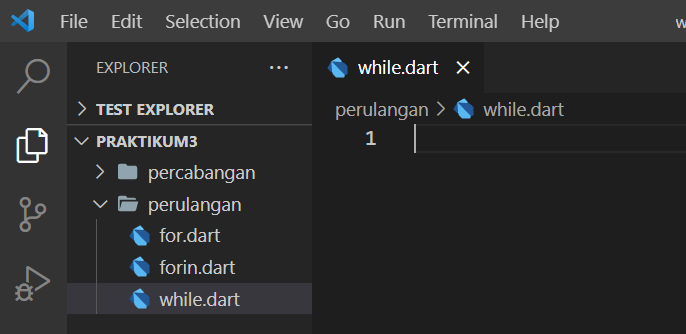 File Edit Selection View Go Run Terminal Help w
EXPLORER ···
while.dart
TEST EXPLORER
perulangan > while.dart
PRAKTIKUM3
1
percabangan
perulangan
for.dart
forin.dart
while.dart